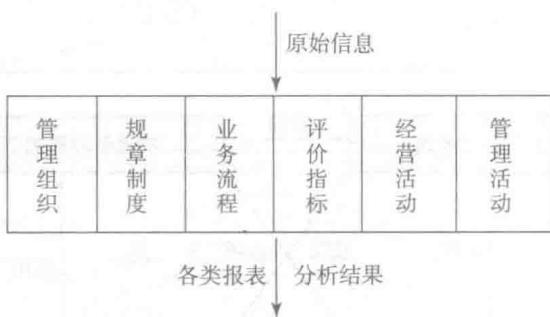 原始信息
管理组织
规章制度
业务流程
评价指标
经营活动
管理活动
各类报表 分析结果